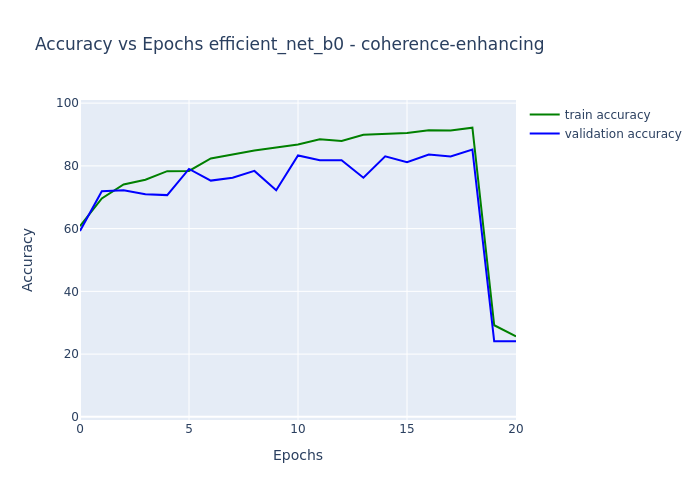 Accuracy vs Epochs efficient_net_b0 - coherence-enhancing
train accuracy
validation accuracy
100
80
60
40
20
0
Accuracy
0 5 10 15 20
Epochs